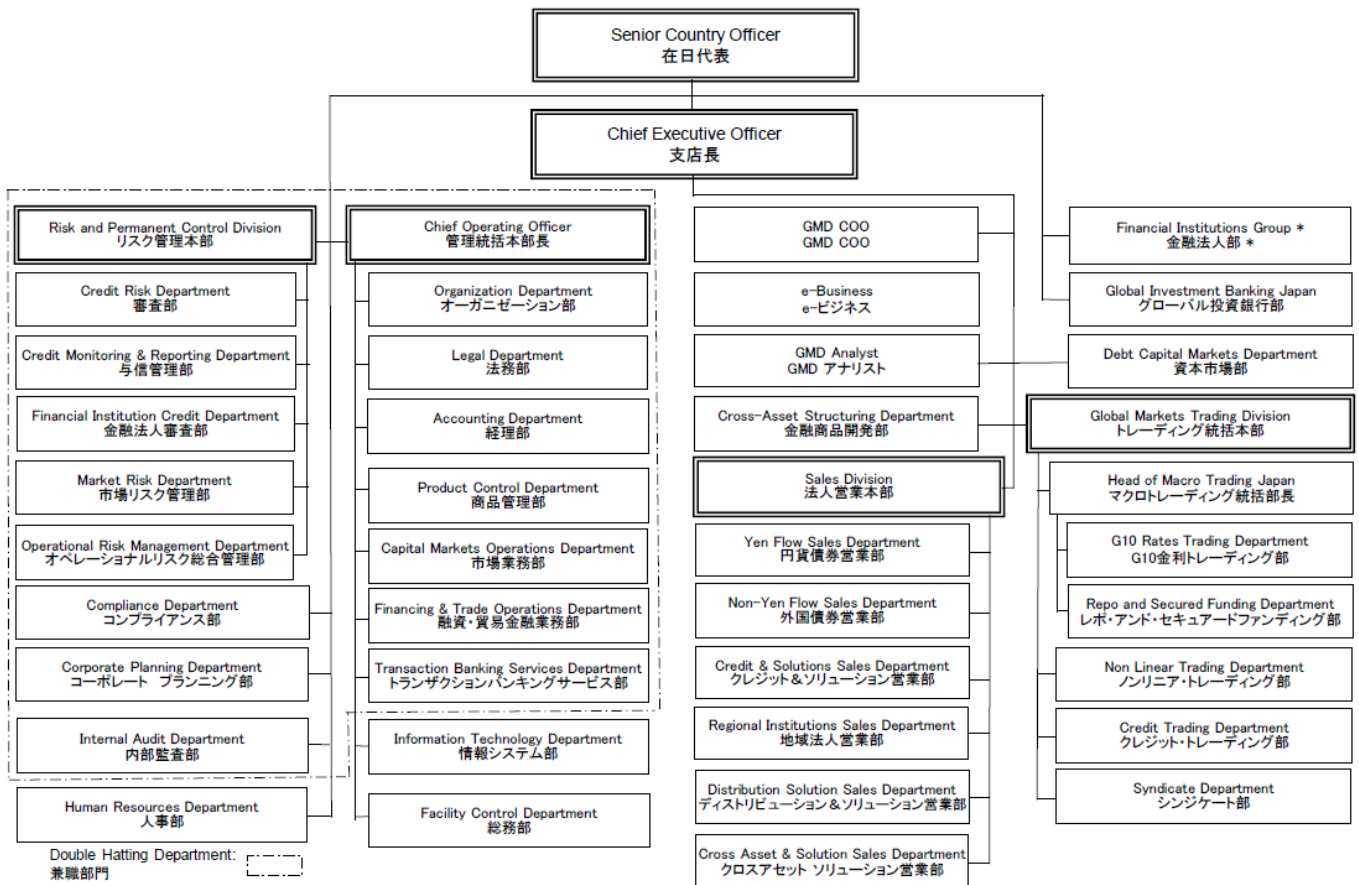 Senior Country Officer
在日代表
Chief Executive Officer
支店長
Risk and Permanent Control Division
リスク管理本部
Credit Risk Department
審査部
Credit Monitoring & Reporting Department
与信管理部
Financial Institution Credit Department
金融法人審査部
Market Risk Department
市場リスク管理部
Operational Risk Management Department
オペレーショナルリスク総合管理部
Compliance Department
コンプライアンス部
Corporate Planning Department
コーポレート プランニング部
Internal Audit Department
内部監査部
Human Resources Department
人事部
Chief Operating Officer
管理統括本部長
Organization Department
オーガニゼーション部
Legal Department
法務部
Accounting Department
経理部
Product Control Department
商品管理部
Capital Markets Operations Department
市場業務部
Financing & Trade Operations Department
融資・貿易金融業務部
Transaction Banking Services Department
トランザクションバンキングサービス部
Information Technology Department
情報システム部
Facility Control Department
総務部
GMD COO
GMD COO
e-Business
e-ビジネス
GMD Analyst
GMD アナリスト
Cross-Asset Structuring Department
金融商品開発部
Sales Division
法人営業本部
Yen Flow Sales Department
円貨債券営業部
Non-Yen Flow Sales Department
外国債券営業部
Credit & Solutions Sales Department
クレジット＆ソリューション営業部
Regional Institutions Sales Department
地域法人営業部
Distribution Solution Sales Department
ディストリビューション＆ソリューション営業部
Cross Asset & Solution Sales Department
クロスアセット ソリューション営業部
Financial Institutions Group *
金融法人部 *
Global Investment Banking Japan
グローバル投資銀行部
Debt Capital Markets Department
資本市場部
Global Markets Trading Division
トレーディング統括本部
Head of Macro Trading Japan
マクロトレーディング統括部長
G10 Rates Trading Department
G10金利トレーディング部
Repo and Secured Funding Department
レポ・アンド・セキュアードファンディング部
Non Linear Trading Department
ノンリニア・トレーディング部
Credit Trading Department
クレジット・トレーディング部
Syndicate Department
シンジケート部
Double Hatting Department:
兼職部門